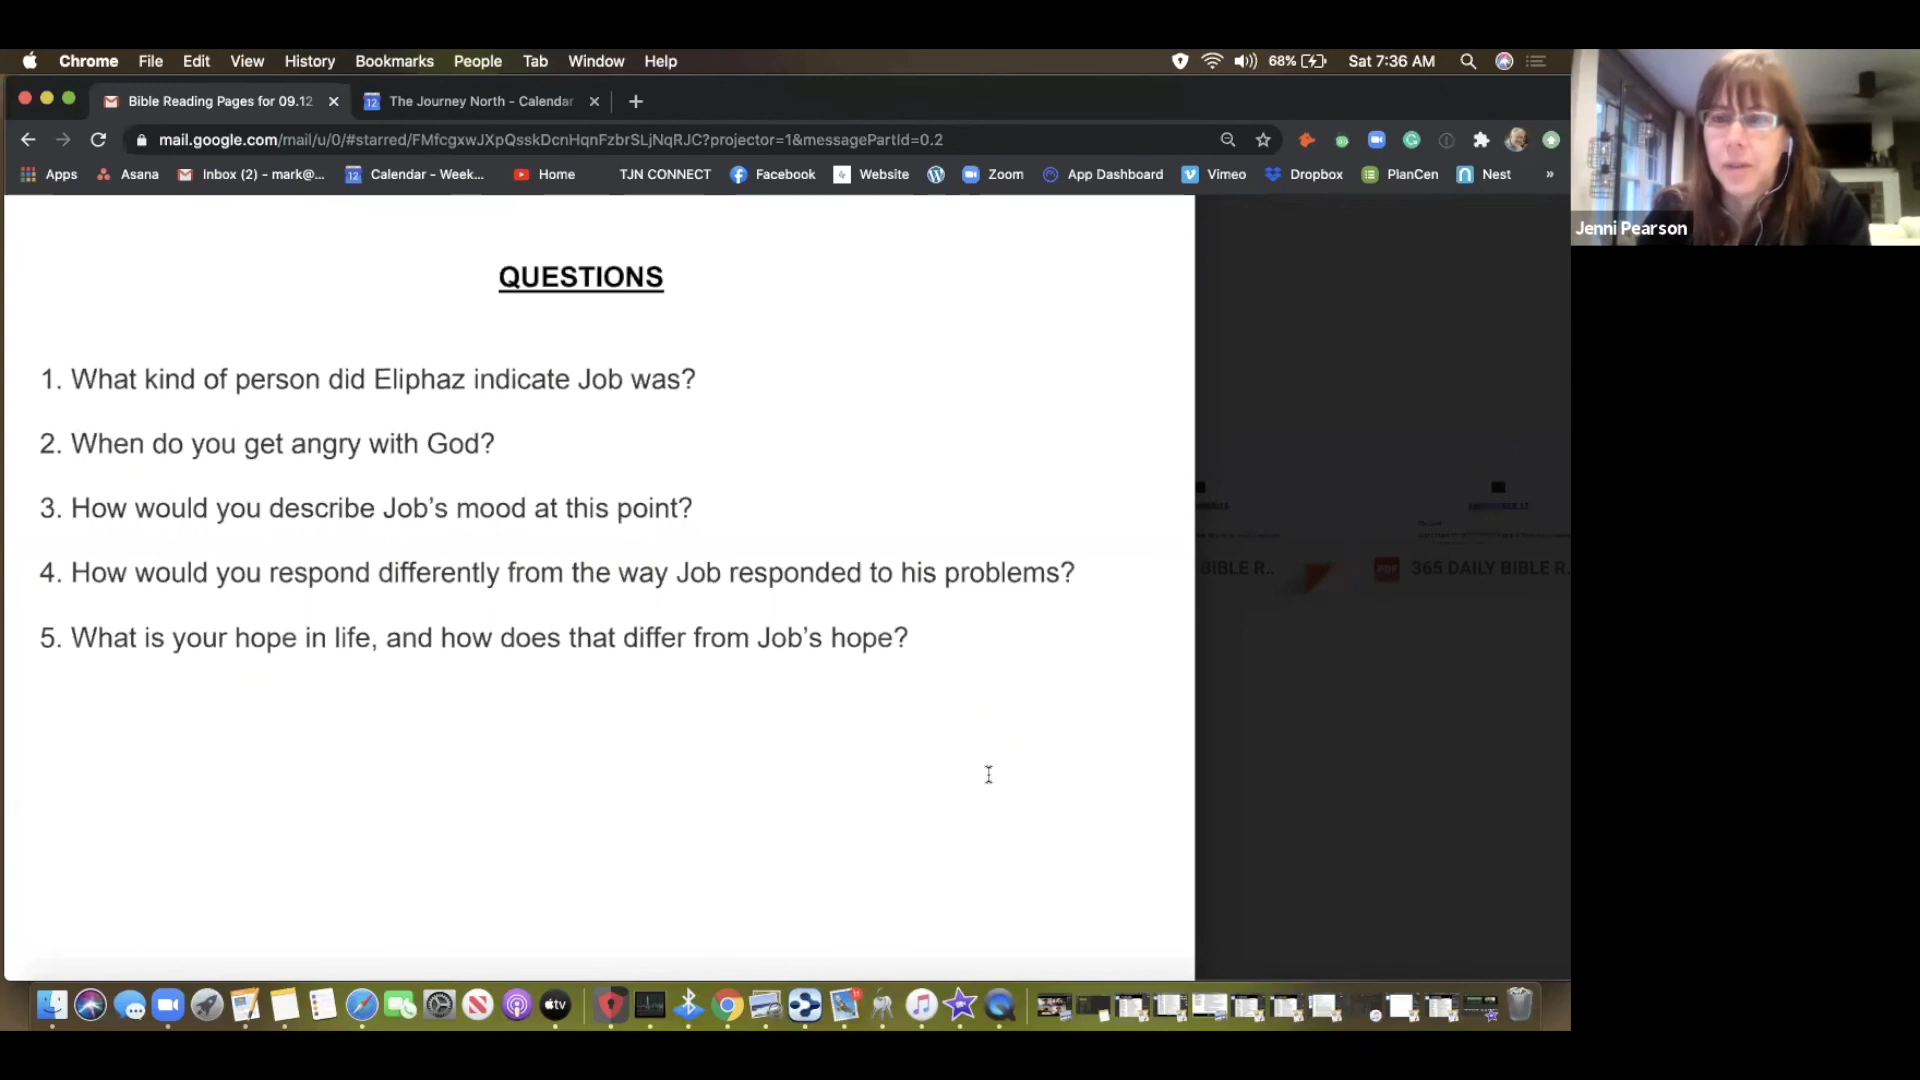 Chrome File Edit View History Bookmarks People Tab Window Help 68% Sat 7:36 AM
Bible Reading Pages for 09.12 The Journey North - Calendar
mail.google.com/mail/u/0/#starred/FMfcgxwJXpQsskDcnHqnFzbrSLjNqRJC?projector=1&messagePartId=0.2
Apps Asana Inbox (2) - mark@... 12 Calendar - Week... Home TJN CONNECT Facebook Website Zoom App Dashboard Vimeo Dropbox PlanCen Nest »
Jenni Pearson
QUESTIONS
1. What kind of person did Eliphaz indicate Job was?
2. When do you get angry with God?
3. How would you describe Job’s mood at this point?
4. How would you respond differently from the way Job responded to his problems?
5. What is your hope in life, and how does that differ from Job’s hope?
BIBLE R.. PDF 365 DAILY BIBLE R.
tv